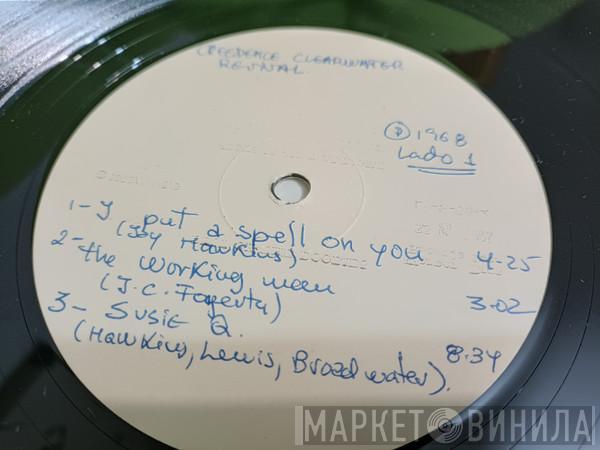 CREEDENCE CLEARWATER
REVIVAL
Ⓟ 1968
Lado 1
1- I put a spell on you 4-25
(Jay Hawkins)
2- the working man
(J.C. Fogerty) 3.02
3- Susie Q. 8:34
(Hawkins, Lewis, Broadwater).
МАРКЕТ ВИНИЛА